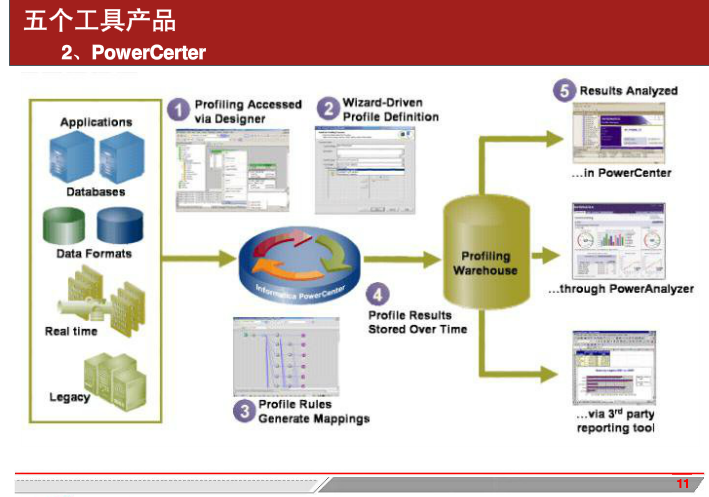 五个工具产品
2、PowerCerter
Applications
Databases
Data Formats
Real time
Legacy
1
Profiling Accessed
via Designer
2
Wizard-Driven
Profile Definition
Informatica PowerCenter
3
Profile Rules
Generate Mappings
4
Profile Results
Stored Over Time
Profiling
Warehouse
5
Results Analyzed
...in PowerCenter
...through PowerAnalyzer
...via 3rd party
reporting tool
11